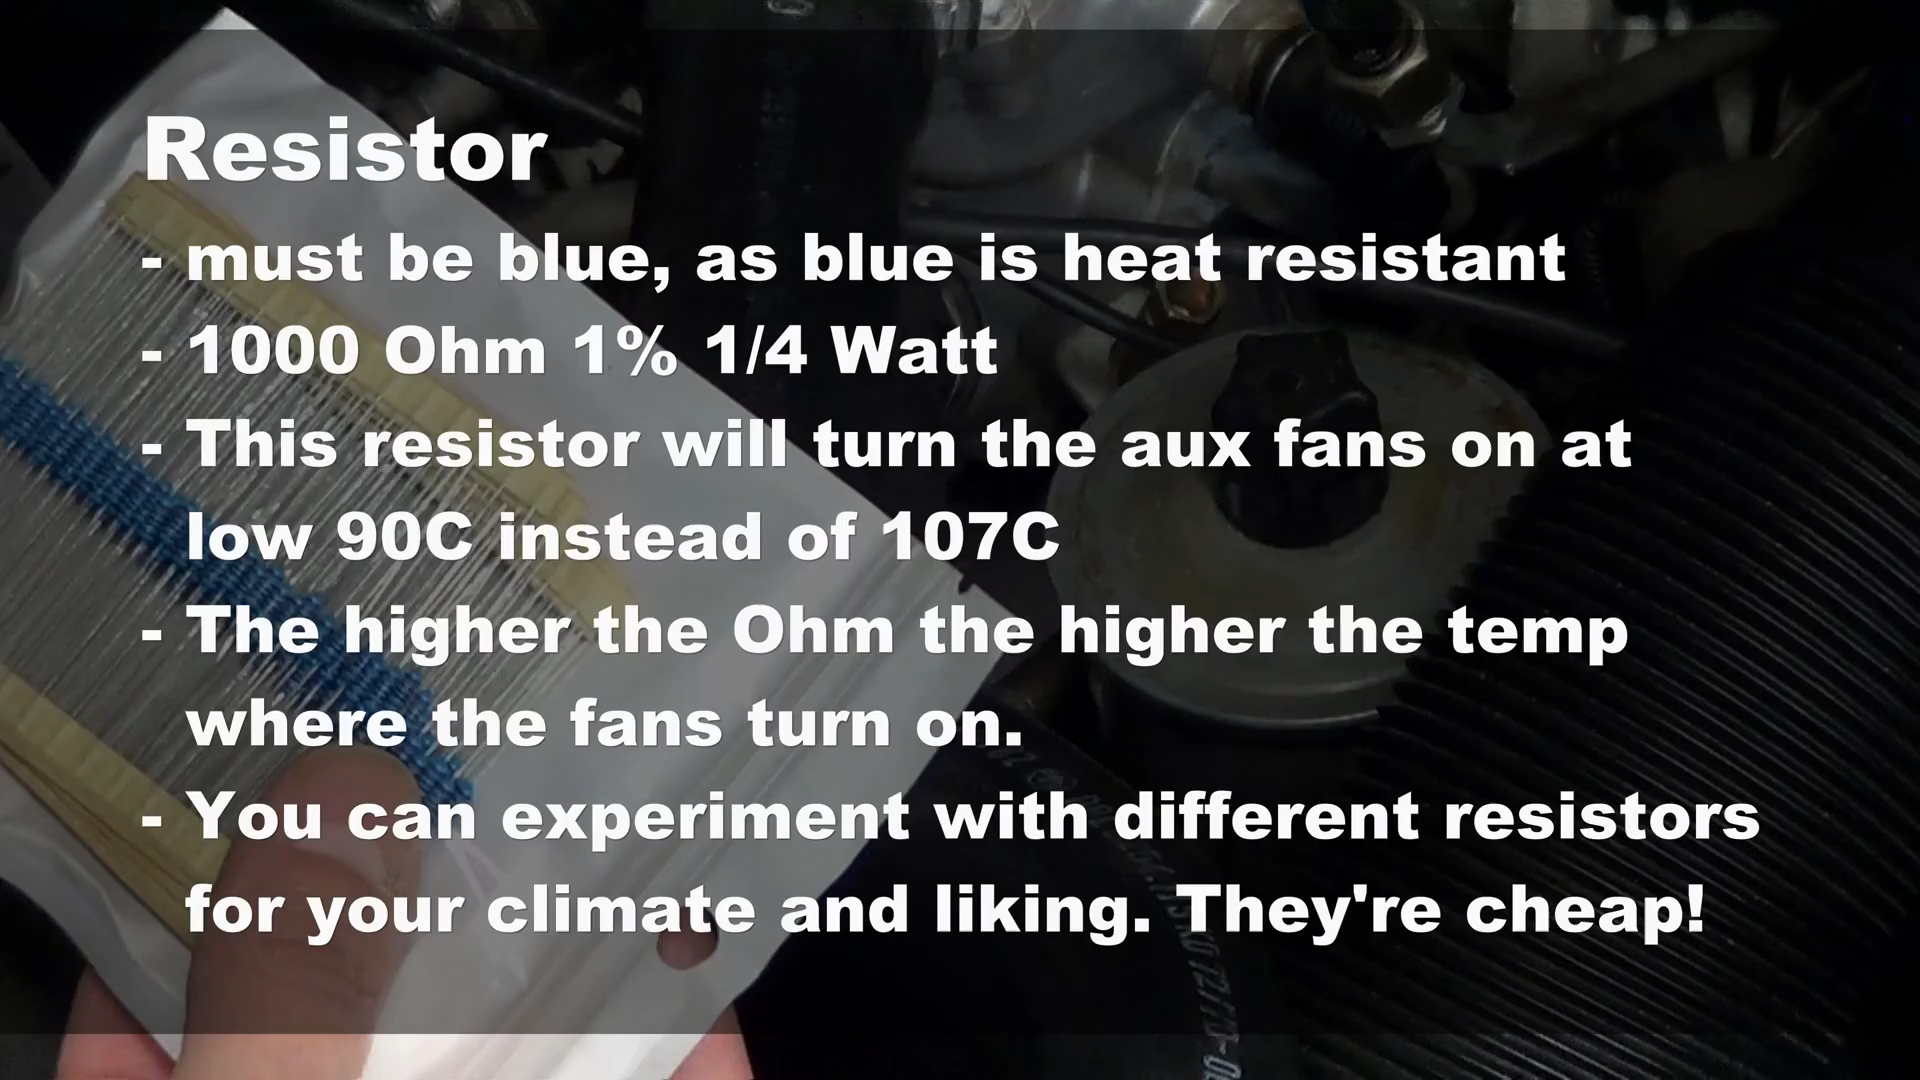 Resistor
- must be blue, as blue is heat resistant
- 1000 Ohm 1% 1/4 Watt
- This resistor will turn the aux fans on at
low 90C instead of 107C
- The higher the Ohm the higher the temp
where the fans turn on.
- You can experiment with different resistors
for your climate and liking. They're cheap!